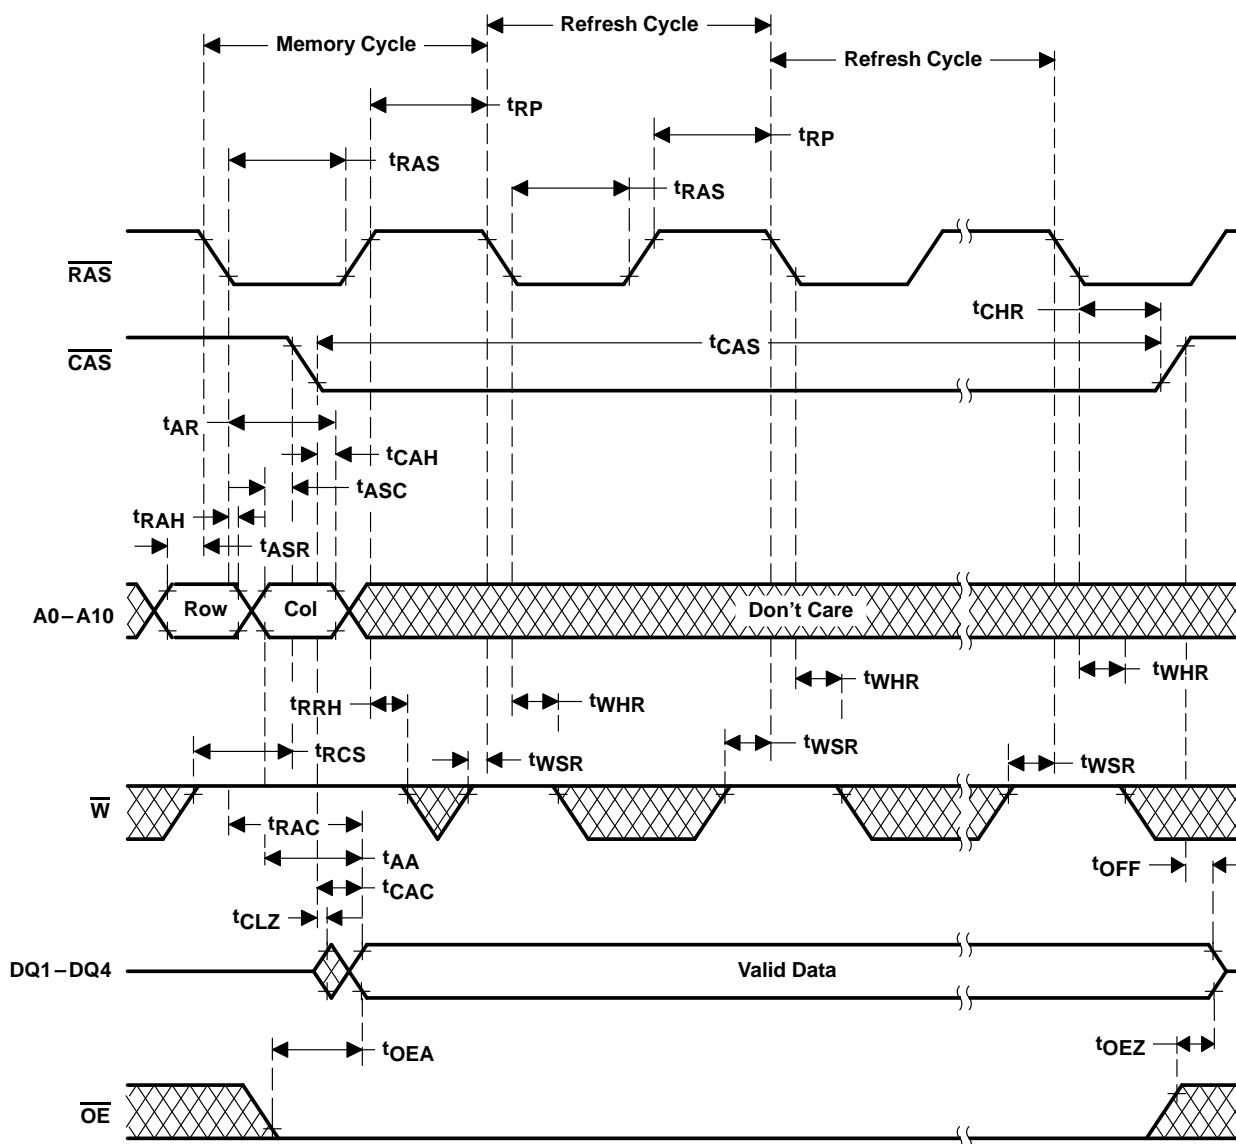 Refresh Cycle
Memory Cycle
Refresh Cycle
tRP
tRP
tRAS
tRAS
RAS
tCHR
CAS
tCAS
tAR
tCAH
tASC
tRAH
tASR
A0–A10
Row
Col
Don't Care
tWHR
tWHR
tWHR
tRRH
tRCS
tWSR
tWSR
tWSR
W
tRAC
tAA
tOFF
tCAC
tCLZ
DQ1–DQ4
Valid Data
tOEA
tOEZ
OE